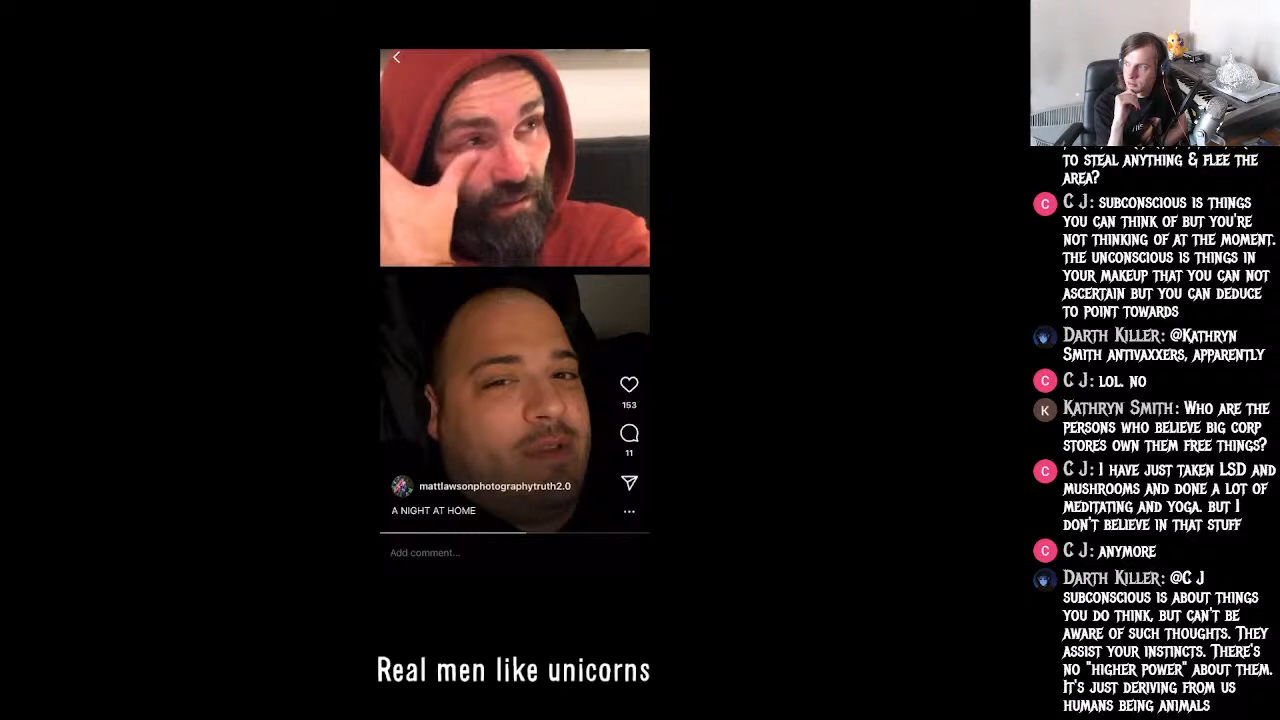 153
11
mattlawsonphotographytruth2.0
A NIGHT AT HOME
Add comment...
Real men like unicorns
TO STEAL ANYTHING & FLEE THE
AREA?
C
C J: SUBCONSCIOUS IS THINGS
YOU CAN THINK OF BUT YOU'RE
NOT THINKING OF AT THE MOMENT.
THE UNCONSCIOUS IS THINGS IN
YOUR MAKEUP THAT YOU CAN NOT
ASCERTAIN BUT YOU CAN DEDUCE
TO POINT TOWARDS
DARTH KILLER: @KATHRYN
SMITH ANTIVAXXERS, APPARENTLY
C
C J: LOL. NO
K
KATHRYN SMITH: WHO ARE THE
PERSONS WHO BELIEVE BIG CORP
STORES OWN THEM FREE THINGS?
C
C J: I HAVE JUST TAKEN LSD AND
MUSHROOMS AND DONE A LOT OF
MEDITATING AND YOGA. BUT I
DON'T BELIEVE IN THAT STUFF
C
C J: ANYMORE
DARTH KILLER: @C J
SUBCONSCIOUS IS ABOUT THINGS
YOU DO THINK, BUT CAN'T BE
AWARE OF SUCH THOUGHTS. THEY
ASSIST YOUR INSTINCTS. THERE'S
NO "HIGHER POWER" ABOUT THEM.
IT'S JUST DERIVING FROM US
HUMANS BEING ANIMALS